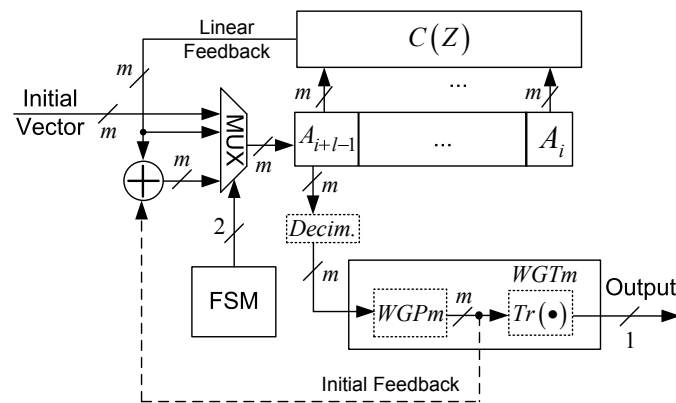 Linear
Feedback
C(Z)
m
m
...
m
Initial
Vector
m
MUX
m
A_{i+l-1}
...
A_i
m
m
2
Decim.
FSM
m
WGTm
WGPm
m
Tr(•)
Output
1
Initial Feedback